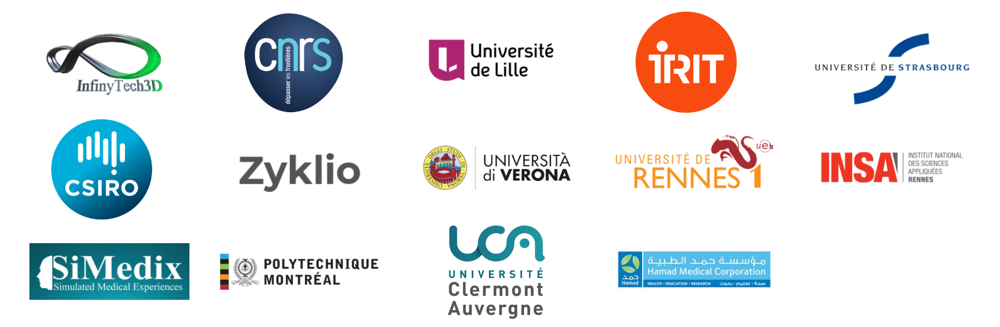 InfinyTech3D
cnrs
dépasser les frontières
Université
de Lille
iRIT
UNIVERSITÉ DE STRASBOURG
CSIRO
Zyklio
UNIVERSITÀ
di VERONA
UNIVERSITÉ DE
RENNES 1
ueb
INSA
INSTITUT NATIONAL
DES SCIENCES
APPLIQUÉES
RENNES
SiMedix
Simulated Medical Experiences
POLYTECHNIQUE
MONTRÉAL
UCA
UNIVERSITÉ
Clermont
Auvergne
مؤسسة حمد الطبية
Hamad Medical Corporation
حمد
Hamad
HEALTH • EDUCATION • RESEARCH صحة • تعليم • بحوث